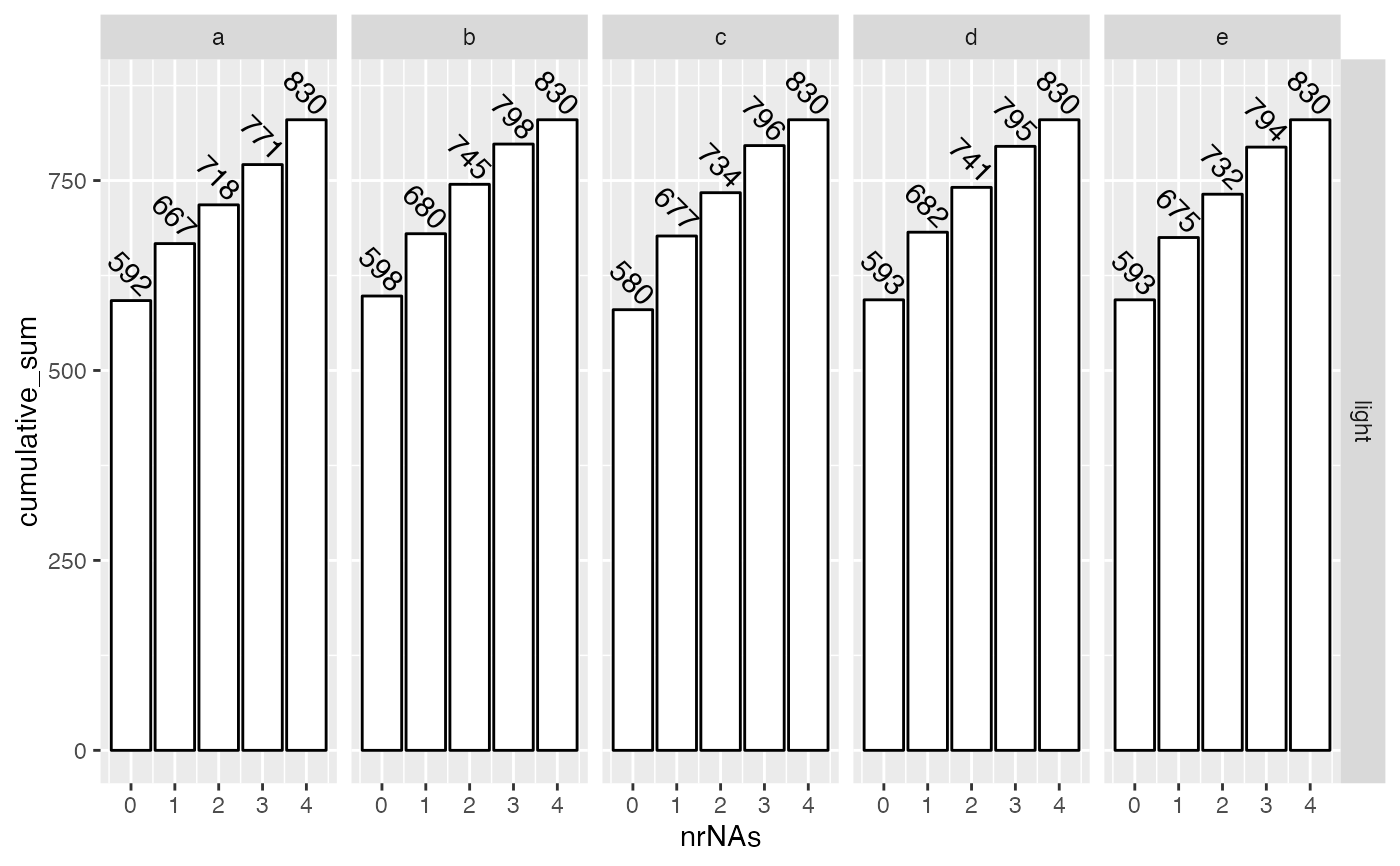 a b c d e
830 830 830 830 830
592 667 718 771
598 680 745 798
580 677 734 796
593 682 741 795
593 675 732 794
light
cumulative_sum
750
500
250
0
0 1 2 3 4 0 1 2 3 4 0 1 2 3 4 0 1 2 3 4 0 1 2 3 4
nrNAs